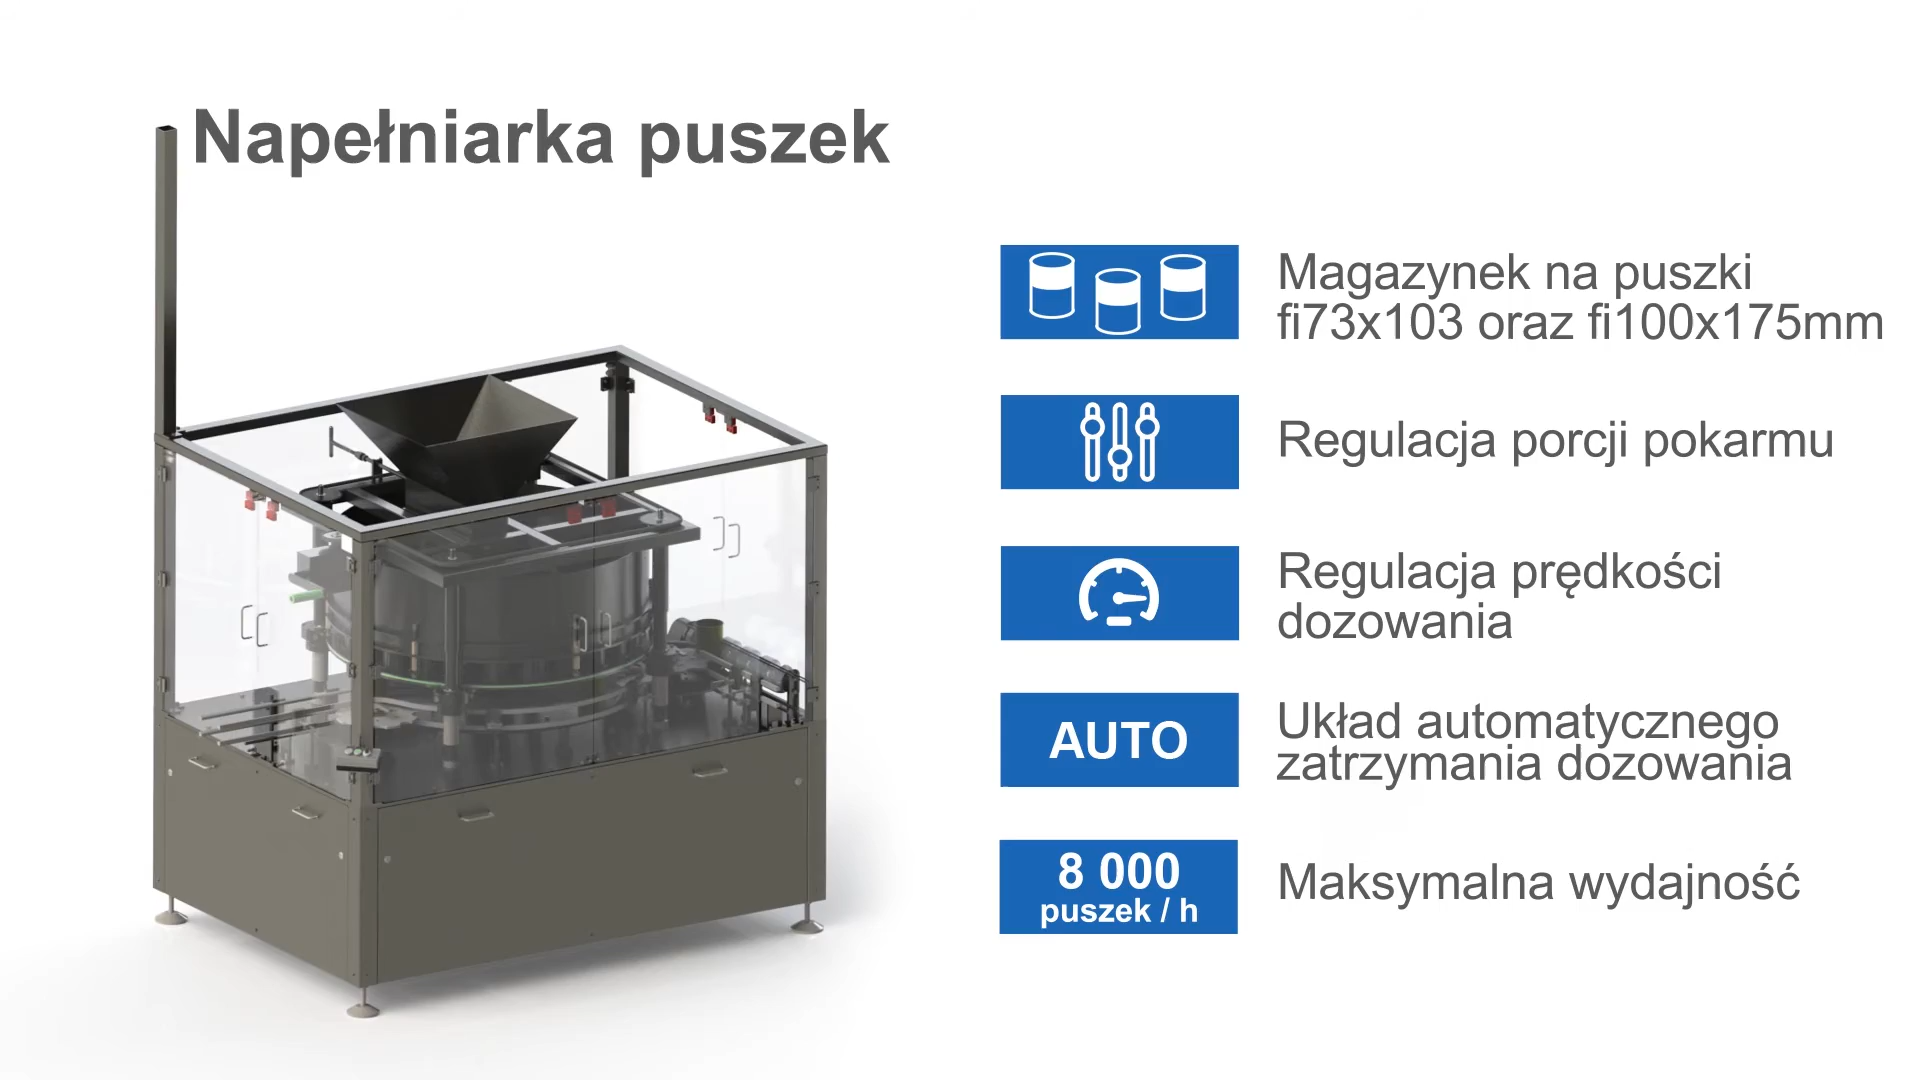 Napełniarka puszek
Magazynek na puszki
fi73x103 oraz fi100x175mm
Regulacja porcji pokarmu
Regulacja prędkości
dozowania
AUTO
Układ automatycznego
zatrzymania dozowania
8 000
puszek / h
Maksymalna wydajność